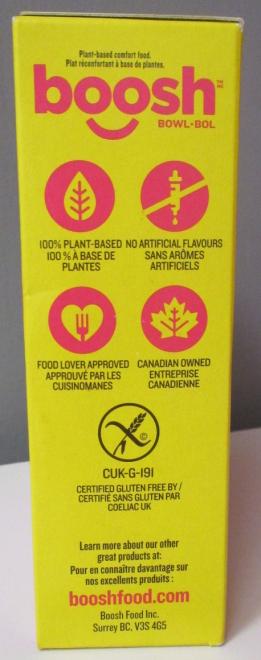 Plant-based comfort food.
Plat réconfortant à base de plantes.
boosh™
MC
BOWL•BOL
100% PLANT-BASED
100 % À BASE DE
PLANTES
NO ARTIFICIAL FLAVOURS
SANS ARÔMES
ARTIFICIELS
FOOD LOVER APPROVED
APPROUVÉ PAR LES
CUISINOMANES
CANADIAN OWNED
ENTREPRISE
CANADIENNE
©
CUK-G-191
CERTIFIED GLUTEN FREE BY /
CERTIFIÉ SANS GLUTEN PAR
COELIAC UK
Learn more about our other
great products at:
Pour en connaître davantage sur
nos excellents produits :
booshfood.com
Boosh Food Inc.
Surrey BC, V3S 4G5